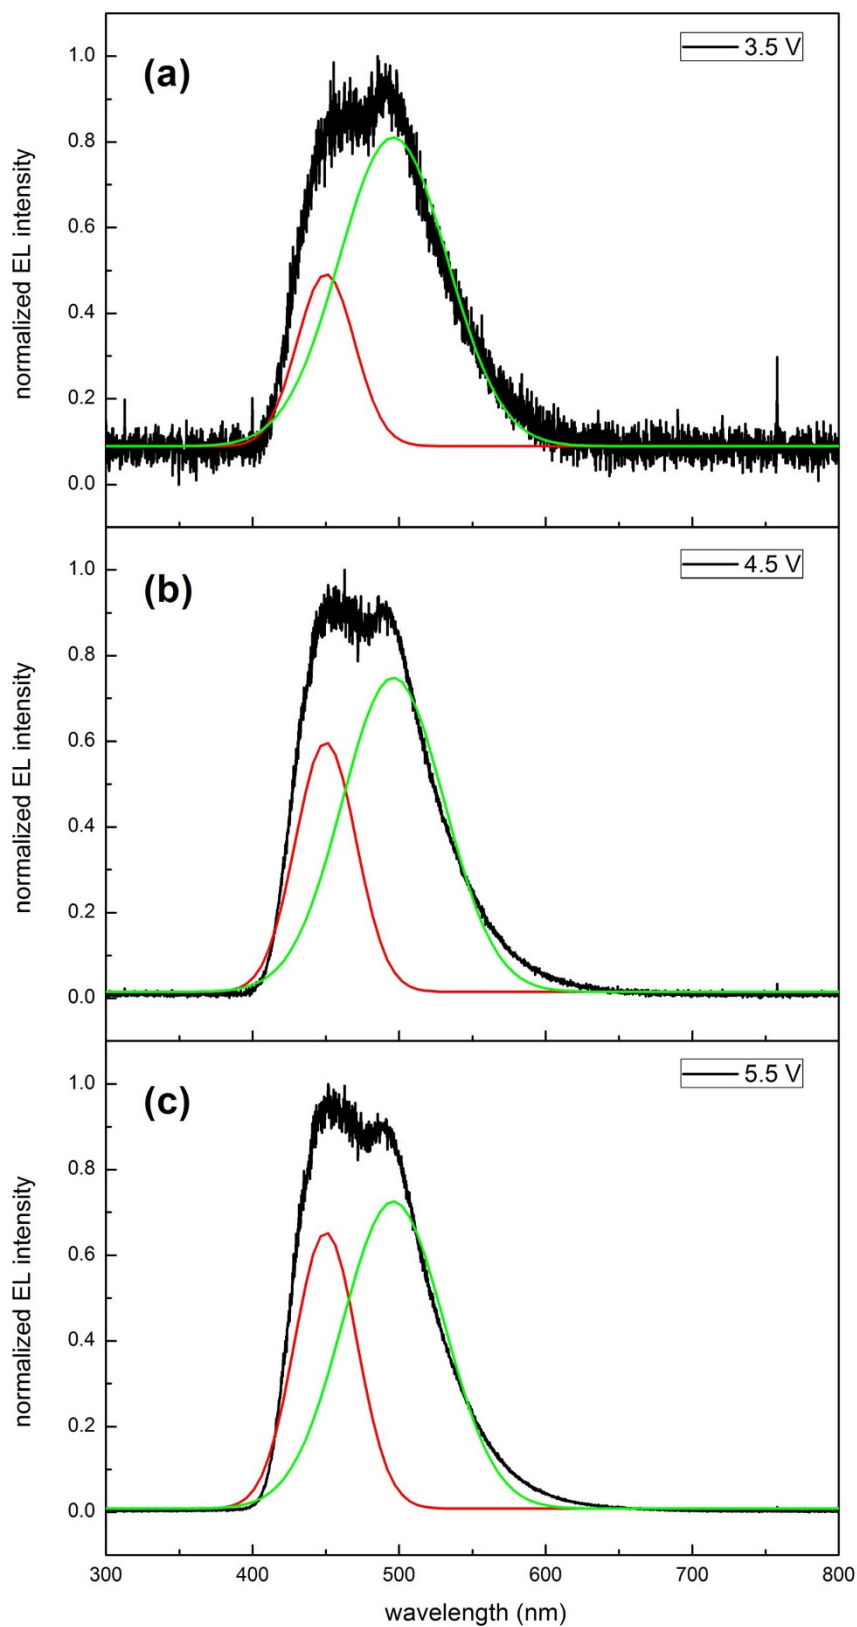 3.5 V
(a)
1.0
0.8
0.6
0.4
0.2
0.0
normalized EL intensity
4.5 V
(b)
1.0
0.8
0.6
0.4
0.2
0.0
normalized EL intensity
5.5 V
(c)
1.0
0.8
0.6
0.4
0.2
0.0
normalized EL intensity
300 400 500 600 700 800
wavelength (nm)